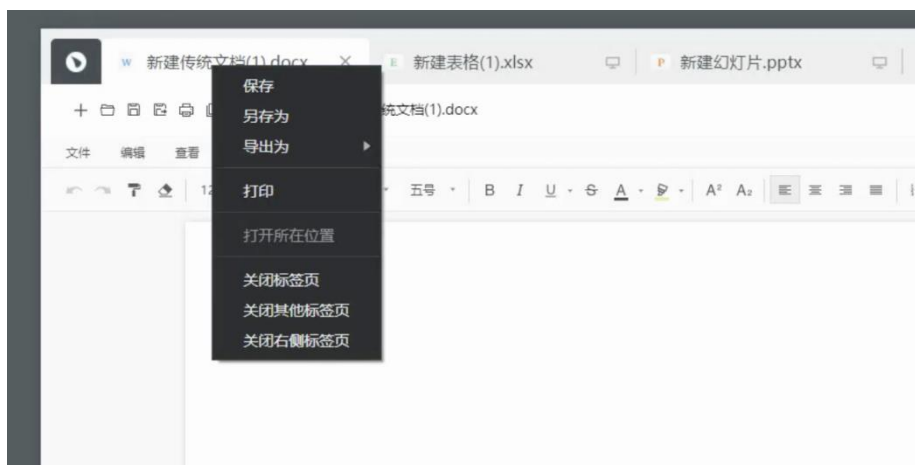 W 新建传统文档(1).docx
E 新建表格(1).xlsx
P 新建幻灯片.pptx
统文档(1).docx
文件 编辑 查看
12
五号 B I U S A A² A₂
保存
另存为
导出为
打印
打开所在位置
关闭标签页
关闭其他标签页
关闭右侧标签页